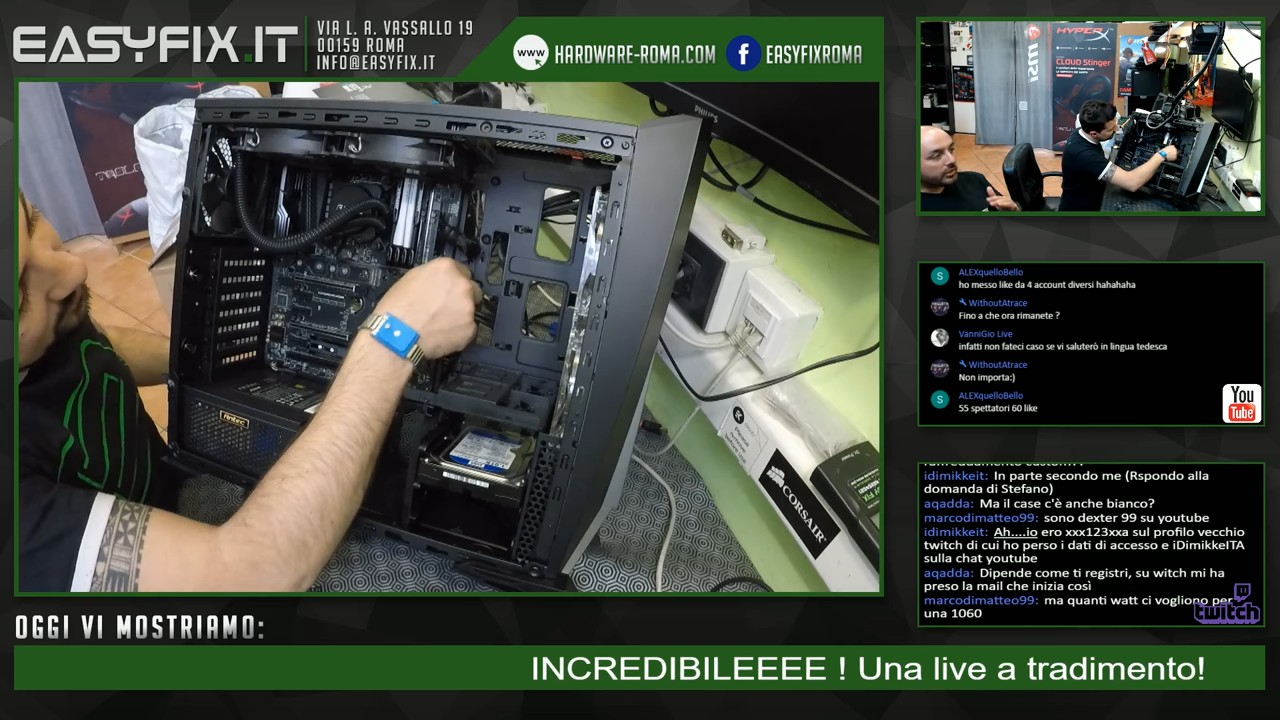 EASYFIX.IT
VIA L. A. VASSALLO 19
00159 ROMA
INFO@EASYFIX.IT
WWW
HARDWARE-ROMA.COM
f
EASYFIXROMA
PHILIPS
antec
CORSAIR
HYPERX
CLOUD Stinger
msi
ALEXquelloBello
ho messo like da 4 account diversi hahahaha
WithoutAtrace
Fino a che ora rimanete ?
VanniGio Live
infatti non fateci caso se vi saluterò in lingua tedesca
WithoutAtrace
Non importa:)
S
ALEXquelloBello
55 spettatori 60 like
You
Tube
idimikkeit: In parte secondo me (Rspondo alla
domanda di Stefano)
aqadda: Ma il case c'è anche bianco?
marcodimatteo99: sono dexter 99 su youtube
idimikkeit: Ah....io ero xxx123xxa sul profilo vecchio
twitch di cui ho perso i dati di accesso e iDimikkeITA
sulla chat youtube
aqadda: Dipende come ti registri, su witch mi ha
preso la mail che inizia così
marcodimatteo99: ma quanti watt ci vogliono per
una 1060
twitch
OGGI VI MOSTRIAMO:
INCREDIBILEEEE ! Una live a tradimento!